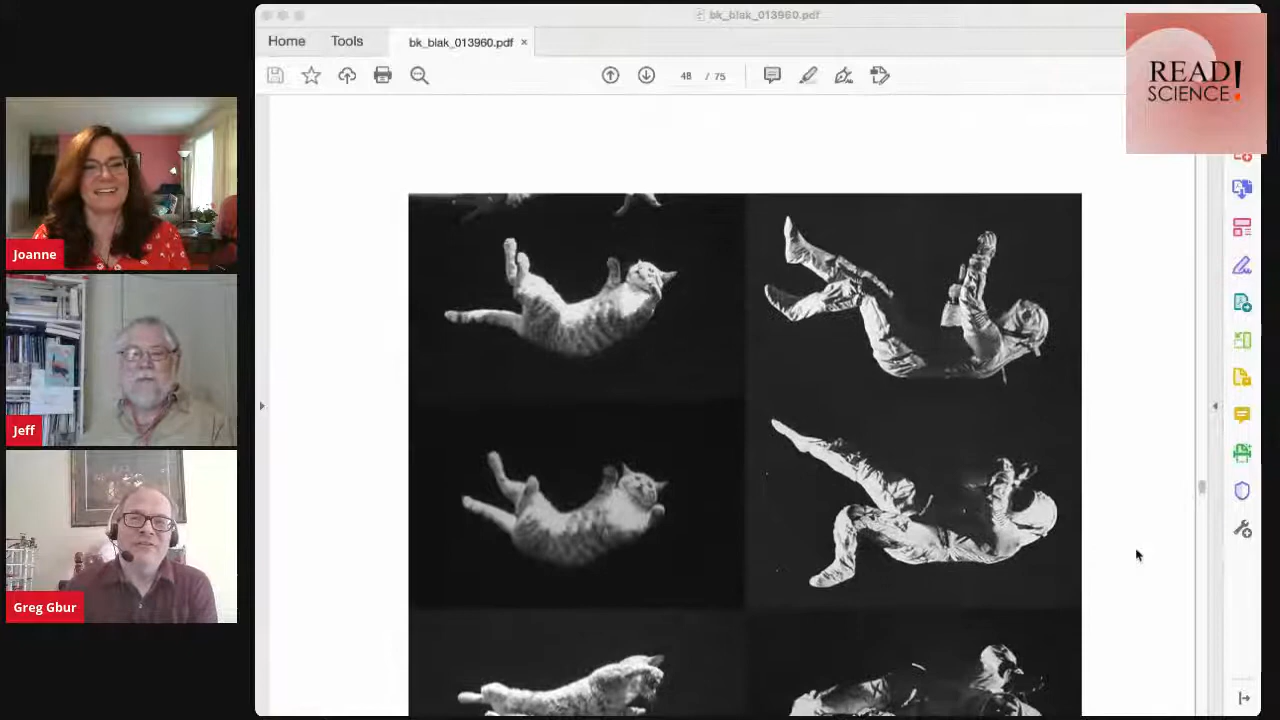 bk_blak_013960.pdf
Home
Tools
bk_blak_013960.pdf ×
48 / 75
READ!
SCIENCE
Joanne
Jeff
Greg Gbur